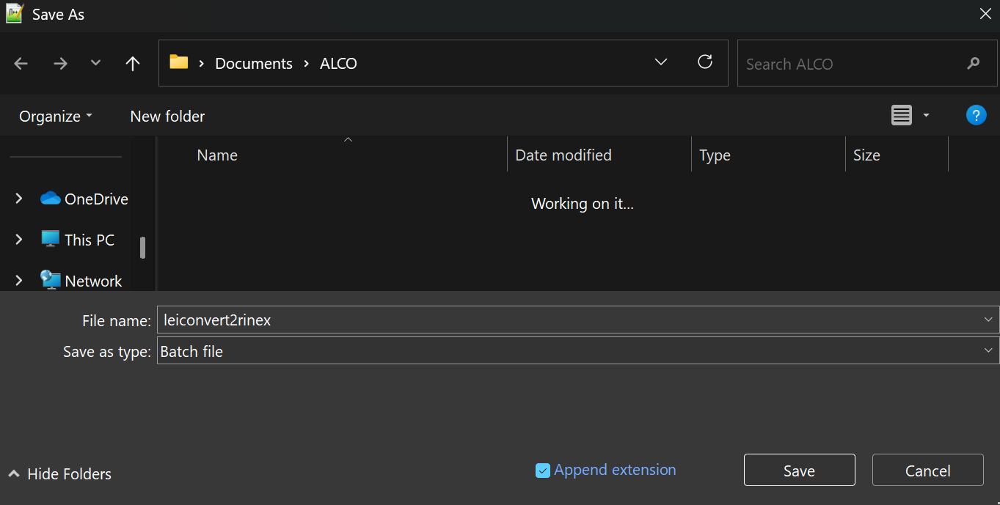 Save As
Documents ALCO
Search ALCO
Organize New folder
?
Name Date modified Type Size
Working on it...
OneDrive
This PC
Network
File name: leiconvert2rinex
Save as type: Batch file
Hide Folders
Append extension
Save Cancel